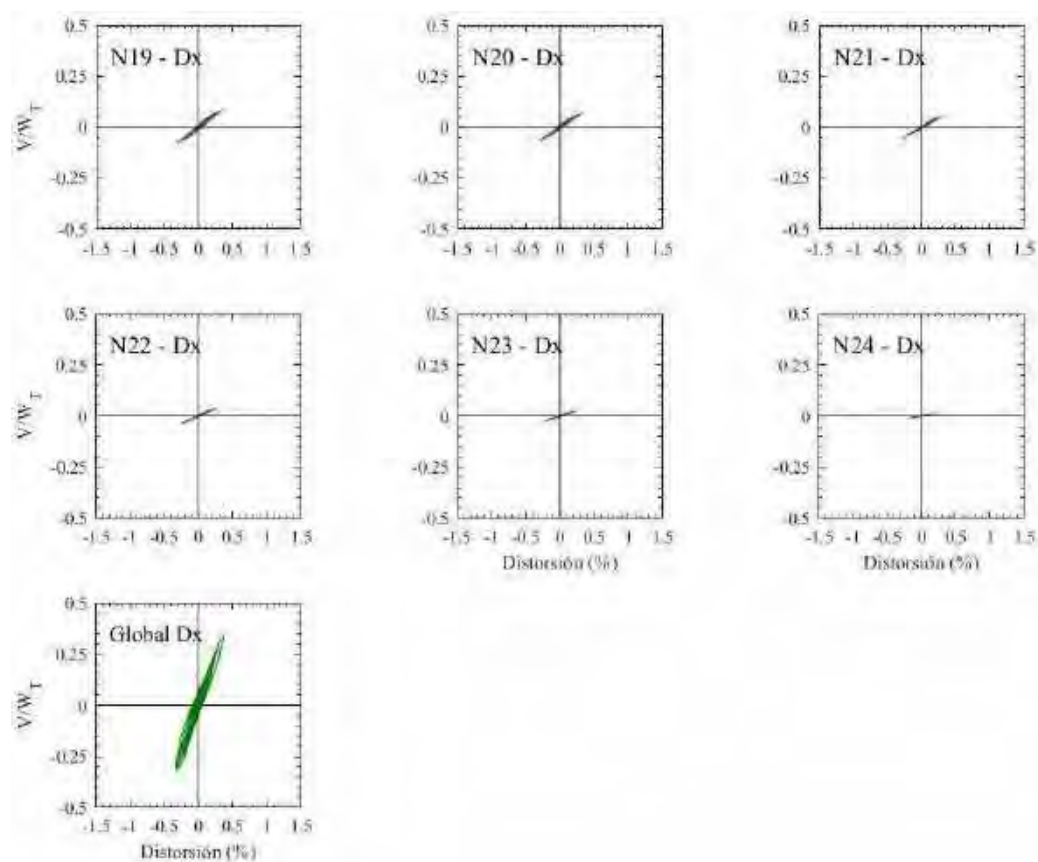 0.5 0.5 0.5
N19 - Dx N20 - Dx N21 - Dx
0.25 0.25 0.25
V/W_T 0 0 0
-0.25 -0.25 -0.25
-0.5 -0.5 -0.5
-1.5 -1 -0.5 0 0.5 1 1.5 -1.5 -1 -0.5 0 0.5 1 1.5 -1.5 -1 -0.5 0 0.5 1 1.5
0.5 0.5 0.5
N22 - Dx N23 - Dx N24 - Dx
0.25 0.25 0.25
V/W_T 0 0 0
-0.25 -0.25 -0.25
-0.5 -0.5 -0.5
-1.5 -1 -0.5 0 0.5 1 1.5 -1.5 -1 -0.5 0 0.5 1 1.5 -1.5 -1 -0.5 0 0.5 1 1.5
Distorsión (%) Distorsión (%)
0.5
Global Dx
0.25
V/W_T 0
-0.25
-0.5
-1.5 -1 -0.5 0 0.5 1 1.5
Distorsión (%)